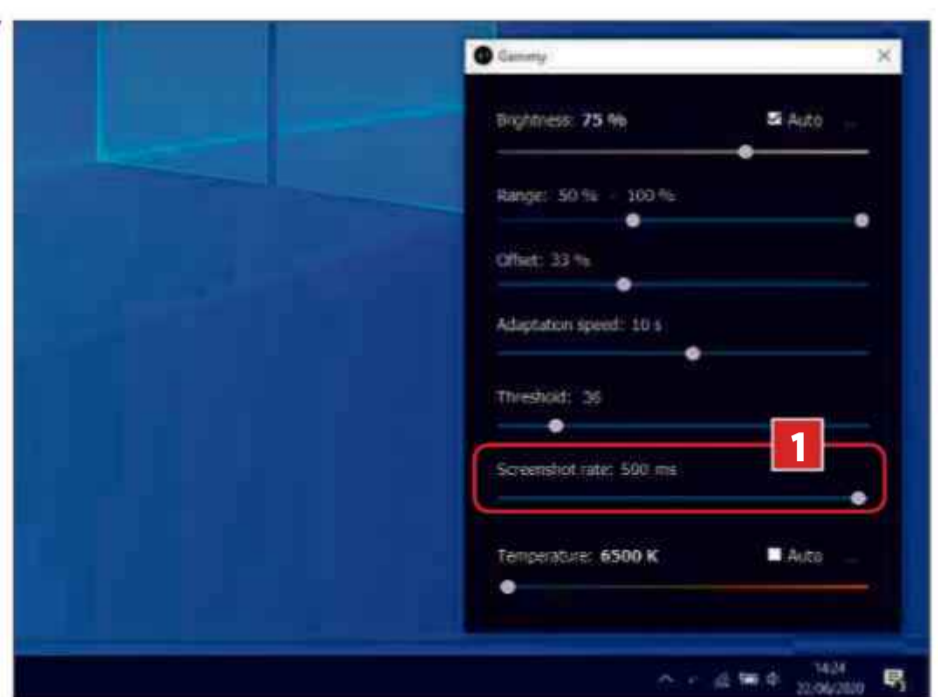 Gammy
Brightness: 75 %
Auto ...
Range: 50 % - 100 %
Offset: 33 %
Adaptation speed: 10 s
Threshold: 36
1
Screenshot rate: 500 ms
Temperature: 6500 K
Auto ...
14:24
22/06/2020